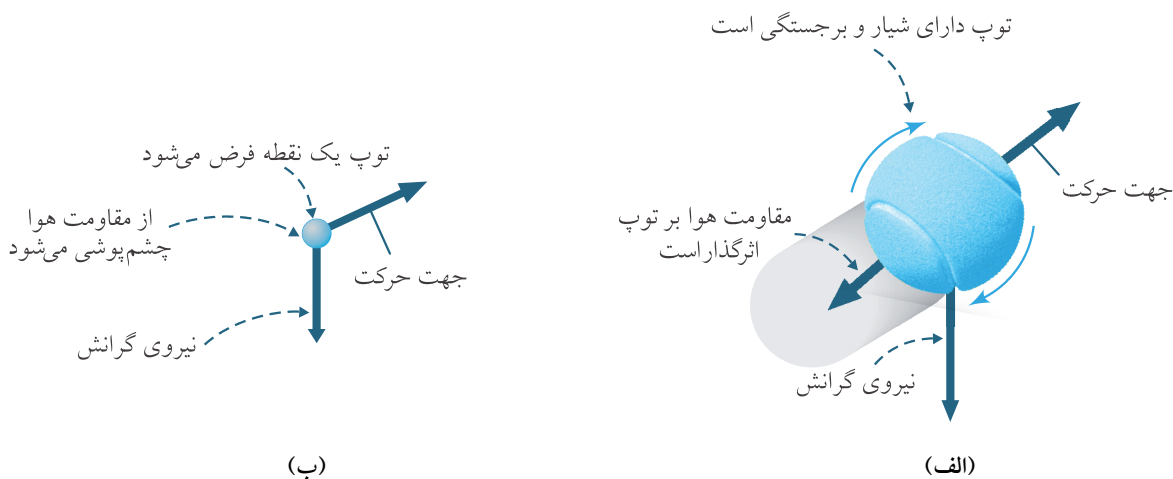 توپ دارای شیار و برجستگی است
جهت حرکت
مقاومت هوا بر توپ
اثرگذاراست
نیروی گرانش
(الف)
توپ یک نقطه فرض می‌شود
از مقاومت هوا
چشم‌پوشی می‌شود
جهت حرکت
نیروی گرانش
(ب)